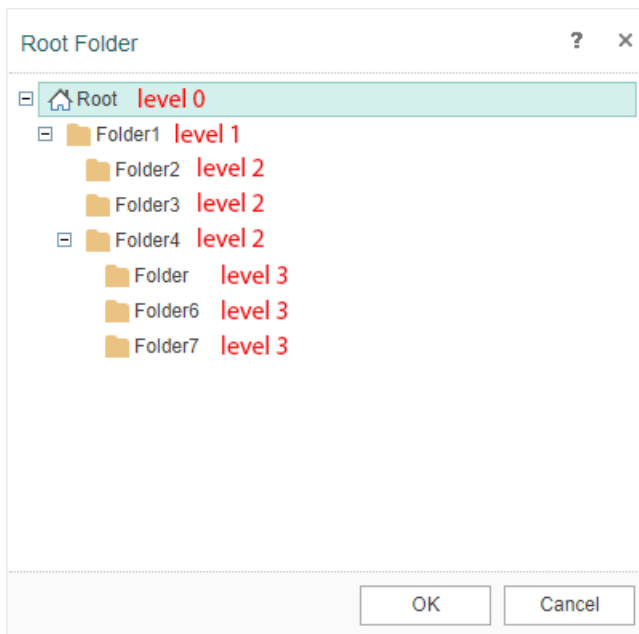 Root Folder ? ×
Root level 0
Folder1 level 1
Folder2 level 2
Folder3 level 2
Folder4 level 2
Folder level 3
Folder6 level 3
Folder7 level 3
OK Cancel